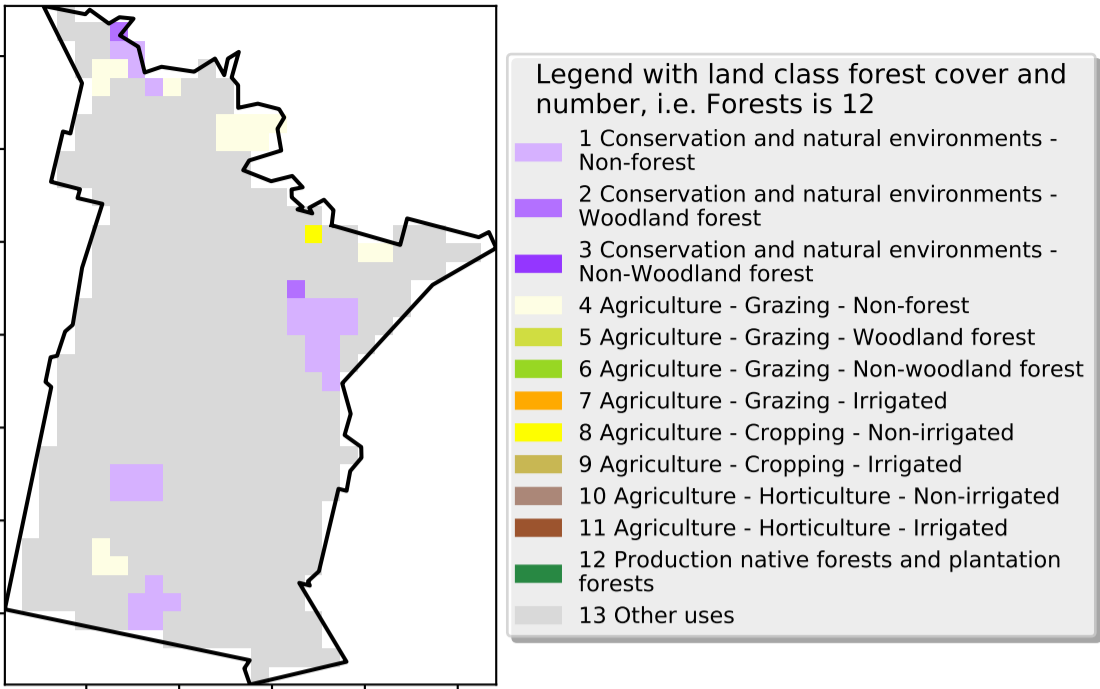 Legend with land class forest cover and
number, i.e. Forests is 12
1 Conservation and natural environments -
Non-forest
2 Conservation and natural environments -
Woodland forest
3 Conservation and natural environments -
Non-Woodland forest
4 Agriculture - Grazing - Non-forest
5 Agriculture - Grazing - Woodland forest
6 Agriculture - Grazing - Non-woodland forest
7 Agriculture - Grazing - Irrigated
8 Agriculture - Cropping - Non-irrigated
9 Agriculture - Cropping - Irrigated
10 Agriculture - Horticulture - Non-irrigated
11 Agriculture - Horticulture - Irrigated
12 Production native forests and plantation
forests
13 Other uses